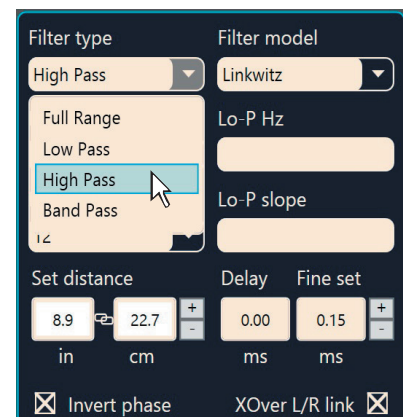 Filter type Filter model
High Pass Linkwitz
Full Range Lo-P Hz
Low Pass
High Pass
Lo-P slope
Band Pass
12
Set distance Delay Fine set
8.9 22.7 + - 0.00 0.15 + -
in cm ms ms
Invert phase XOver L/R link